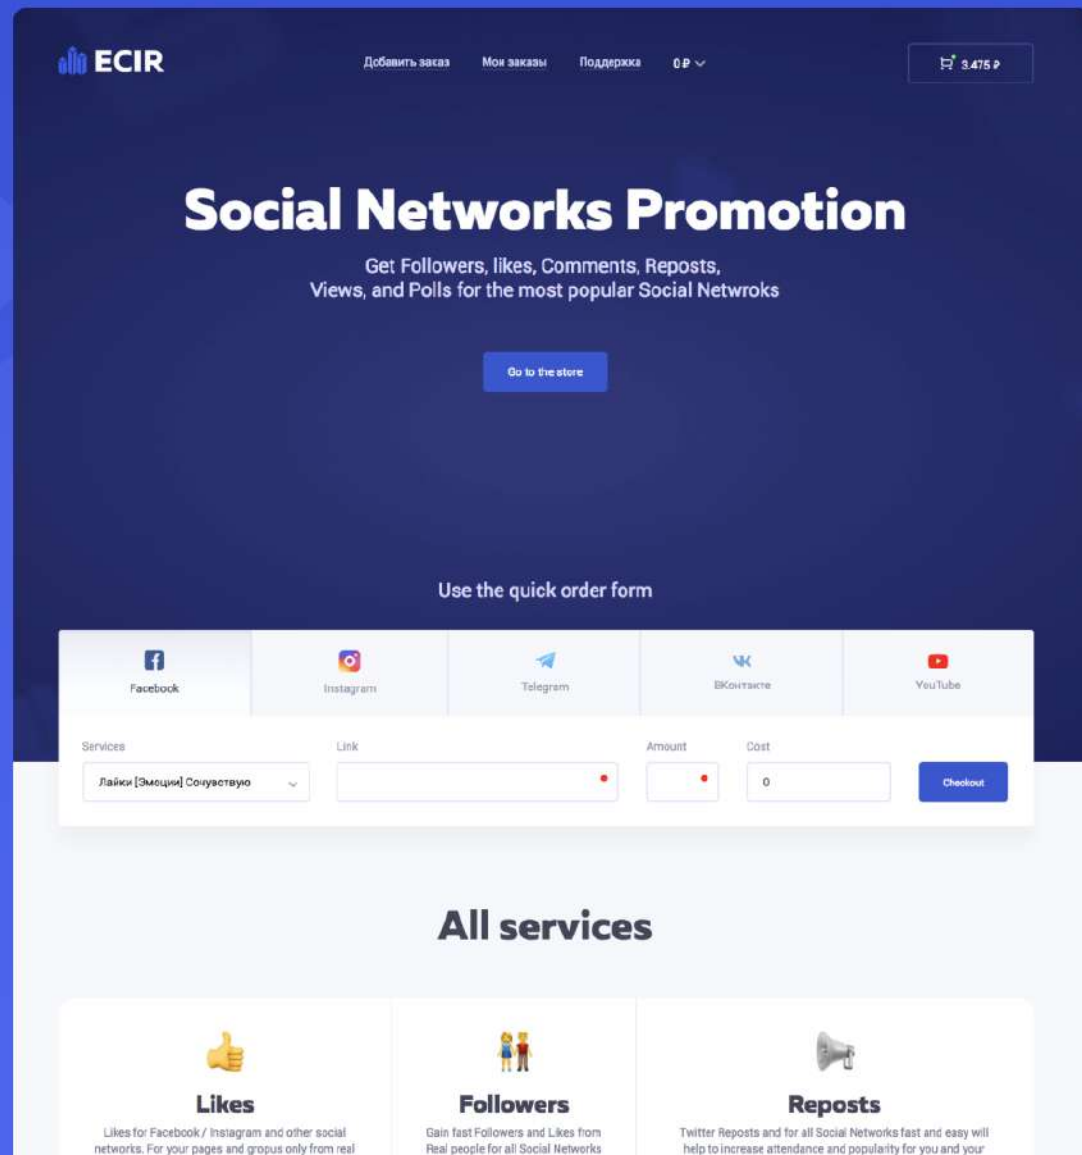 ECIR
Добавить заказ
Мои заказы
Поддержка
0 ₽
3.475 ₽
Social Networks Promotion
Get Followers, likes, Comments, Reposts,
Views, and Polls for the most popular Social Netwroks
Go to the store
Use the quick order form
Facebook
Instagram
Telegram
ВКонтакте
YouTube
Services
Link
Amount
Cost
Лайки [Эмоции] Сочувствую
0
Checkout
All services
Likes
Likes for Facebook / Instagram and other social
networks. For your pages and gropus only from real
Followers
Gain fast Followers and Likes from
Real people for all Social Networks
Reposts
Twitter Reposts and for all Social Networks fast and easy will
help to increase attendance and popularity for you and your